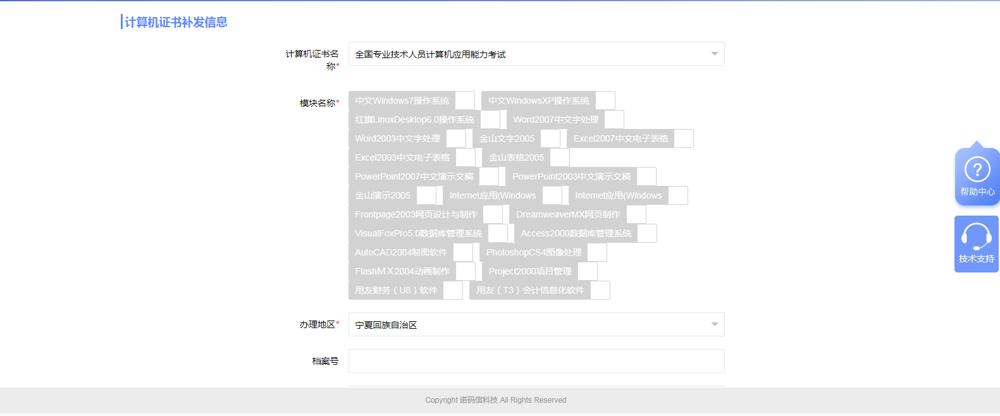 计算机证书补发信息
计算机证书名
称*
全国专业技术人员计算机应用能力考试
模块名称*
中文Windows7操作系统 中文WindowsXP操作系统
红旗LinuxDesktop6.0操作系统 Word2007中文字处理
Word2003中文字处理 金山文字2005 Excel2007中文电子表格
Excel2003中文电子表格 金山表格2005
PowerPoint2007中文演示文稿 PowerPoint2003中文演示文稿
金山演示2005 Internet应用(Windows Internet应用(Windows
Frontpage2003网页设计与制作 DreamweaverMX网页制作
VisualFoxPro5.0数据库管理系统 Access2000数据库管理系统
AutoCAD2004制图软件 PhotoshopCS4图像处理
FlashMX2004动画制作 Project2000项目管理
用友财务（U8）软件 用友（T3）会计信息化软件
办理地区*
宁夏回族自治区
档案号
?
帮助中心
技术支持
Copyright 诺码信科技 All Rights Reserved